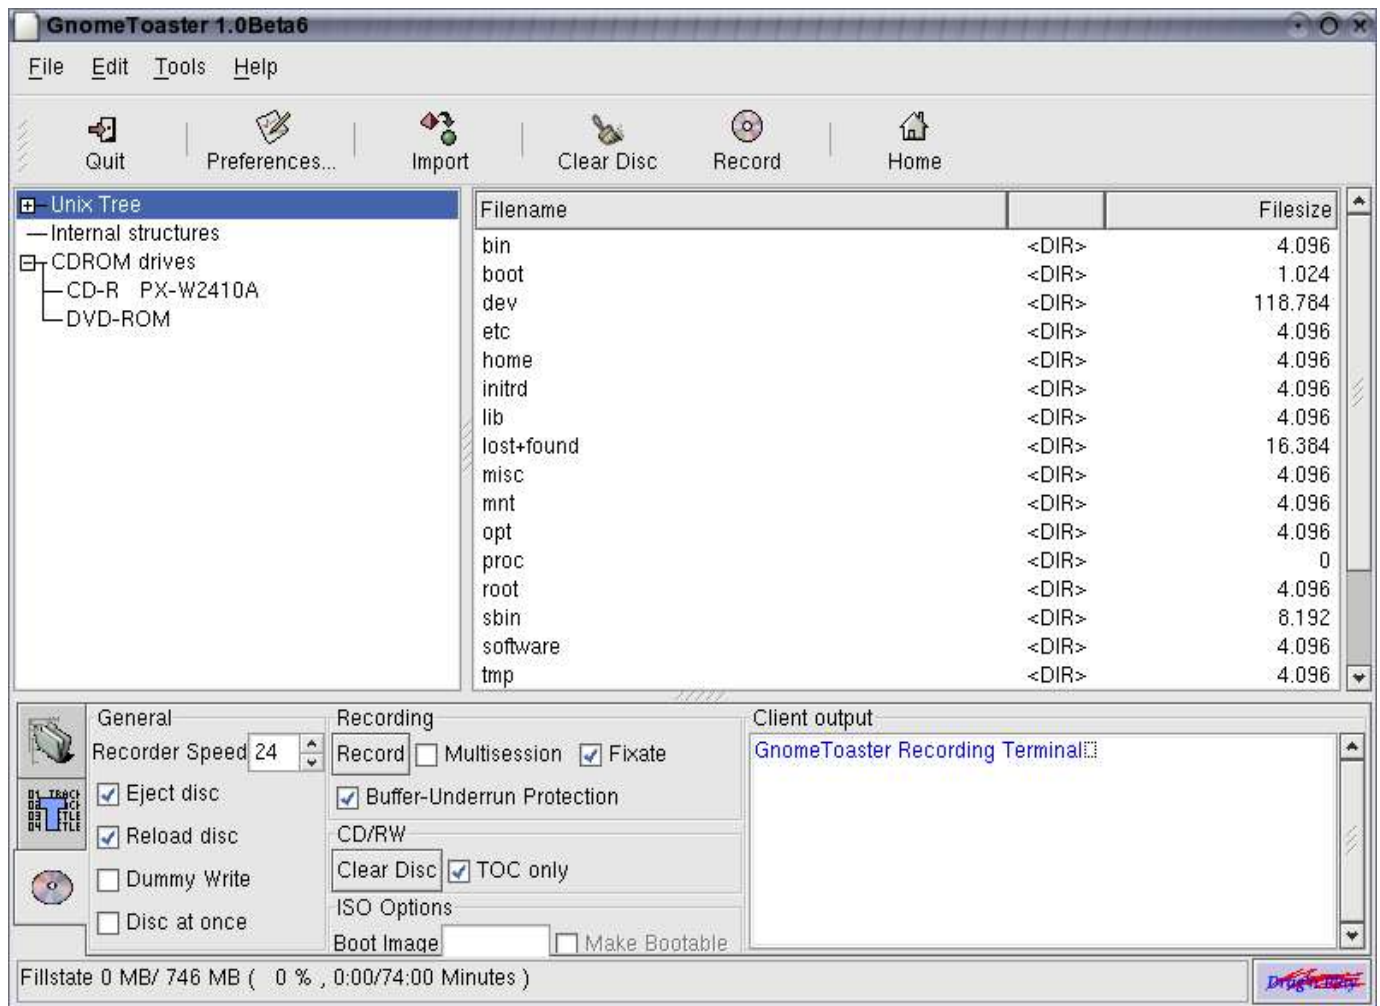 GnomeToaster 1.0Beta6
File Edit Tools Help
Quit Preferences... Import Clear Disc Record Home
Unix Tree
Internal structures
CDROM drives
CD-R PX-W2410A
DVD-ROM
Filename Filesize
bin <DIR> 4.096
boot <DIR> 1.024
dev <DIR> 118.784
etc <DIR> 4.096
home <DIR> 4.096
initrd <DIR> 4.096
lib <DIR> 4.096
lost+found <DIR> 16.384
misc <DIR> 4.096
mnt <DIR> 4.096
opt <DIR> 4.096
proc <DIR> 0
root <DIR> 4.096
sbin <DIR> 8.192
software <DIR> 4.096
tmp <DIR> 4.096
General
Recorder Speed 24
Eject disc
Reload disc
Dummy Write
Disc at once
Recording
Record Multisession Fixate
Buffer-Underrun Protection
CD/RW
Clear Disc TOC only
ISO Options
Boot Image Make Bootable
Client output
GnomeToaster Recording Terminal
Fillstate 0 MB/ 746 MB ( 0 % , 0:00/74:00 Minutes )